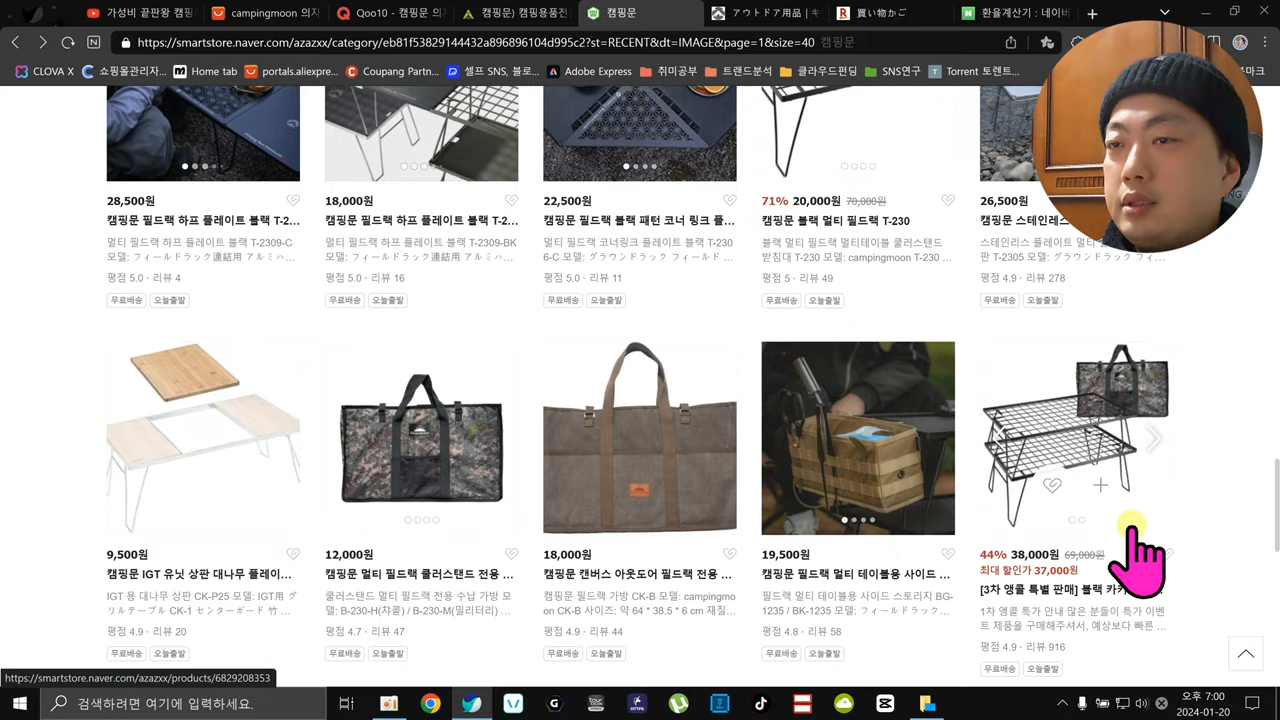 가성비 끝판왕 캠핑
campingmoon 의자
Qoo10 - 캠핑문 의
캠핑문) 캠핑용품전
캠핑문
アウトドア用品 | キ
買い物かご
환율계산기 : 네이버
https://smartstore.naver.com/azazxx/category/eb81f53829144432a896896104d995c2?st=RECENT&dt=IMAGE&page=1&size=40 캠핑문
CLOVA X
쇼핑몰관리자...
Home tab
portals.aliexpre...
Coupang Partn...
셀프 SNS, 블로...
Adobe Express
취미공부
트랜드분석
클라우드펀딩
SNS연구
Torrent 토렌트...
북마크
28,500원
캠핑문 필드랙 하프 플레이트 블랙 T-2...
멀티 필드랙 하프 플레이트 블랙 T-2309-C
모델: フィールドラック連結用 アルミハ...
평점 5.0 · 리뷰 4
무료배송 오늘출발
18,000원
캠핑문 필드랙 하프 플레이트 블랙 T-2...
멀티 필드랙 하프 플레이트 블랙 T-2309-BK
모델: フィールドラック連結用 アルミハ...
평점 5.0 · 리뷰 16
무료배송 오늘출발
22,500원
캠핑문 필드랙 블랙 패턴 코너 링크 플...
멀티 필드랙 코너링크 플레이트 블랙 T-230
6-C 모델: グラウンドラック フィールド ...
평점 5.0 · 리뷰 11
무료배송 오늘출발
71% 20,000원 70,000원
캠핑문 블랙 멀티 필드랙 T-230
블랙 멀티 필드랙 멀티테이블 쿨러스탠드
받침대 T-230 모델: campingmoon T-230 ...
평점 5 · 리뷰 49
무료배송 오늘출발
26,500원
캠핑문 스테인레스
스테인리스 플레이트 멀티
판 T-2305 모델: グラウンドラック フィ...
평점 4.9 · 리뷰 278
무료배송 오늘출발
9,500원
캠핑문 IGT 유닛 상판 대나무 플레이...
IGT 용 대나무 상판 CK-P25 모델: IGT用 グ
リルテーブル CK-1 センターボード 竹 ...
평점 5.0 · 리뷰 20
무료배송 오늘출발
12,000원
캠핑문 멀티 필드랙 쿨러스탠드 전용 ...
쿨러스탠드 멀티 필드랙 전용 수납 가방 모
델: B-230-H(차콜) / B-230-M(밀리터리) ...
평점 4.7 · 리뷰 47
무료배송 오늘출발
18,000원
캠핑문 캔버스 아웃도어 필드랙 전용 ...
캠핑문 필드랙 가방 CK-B 모델: campingmo
on CK-B 사이즈: 약 64 * 38.5 * 6 cm 재질...
평점 4.9 · 리뷰 44
무료배송 오늘출발
19,500원
캠핑문 필드랙 멀티 테이블용 사이드 ...
필드랙 멀티 테이블용 사이드 스토리지 BG-
1235 / BK-1235 모델: フィールドラック...
평점 4.8 · 리뷰 58
무료배송 오늘출발
44% 38,000원 69,000원
최대 할인가 37,000원
[3차 앵콜 특별 판매] 블랙 카키
1차 앵콜 특가 안내 많은 분들이 특가 이벤
트 제품을 구매해주셔서, 예상보다 빠른 ...
평점 4.9 · 리뷰 916
무료배송 오늘출발
https://smartstore.naver.com/azazxx/products/6829208353
검색하려면 여기에 입력하세요.
오후 7:00
2024-01-20